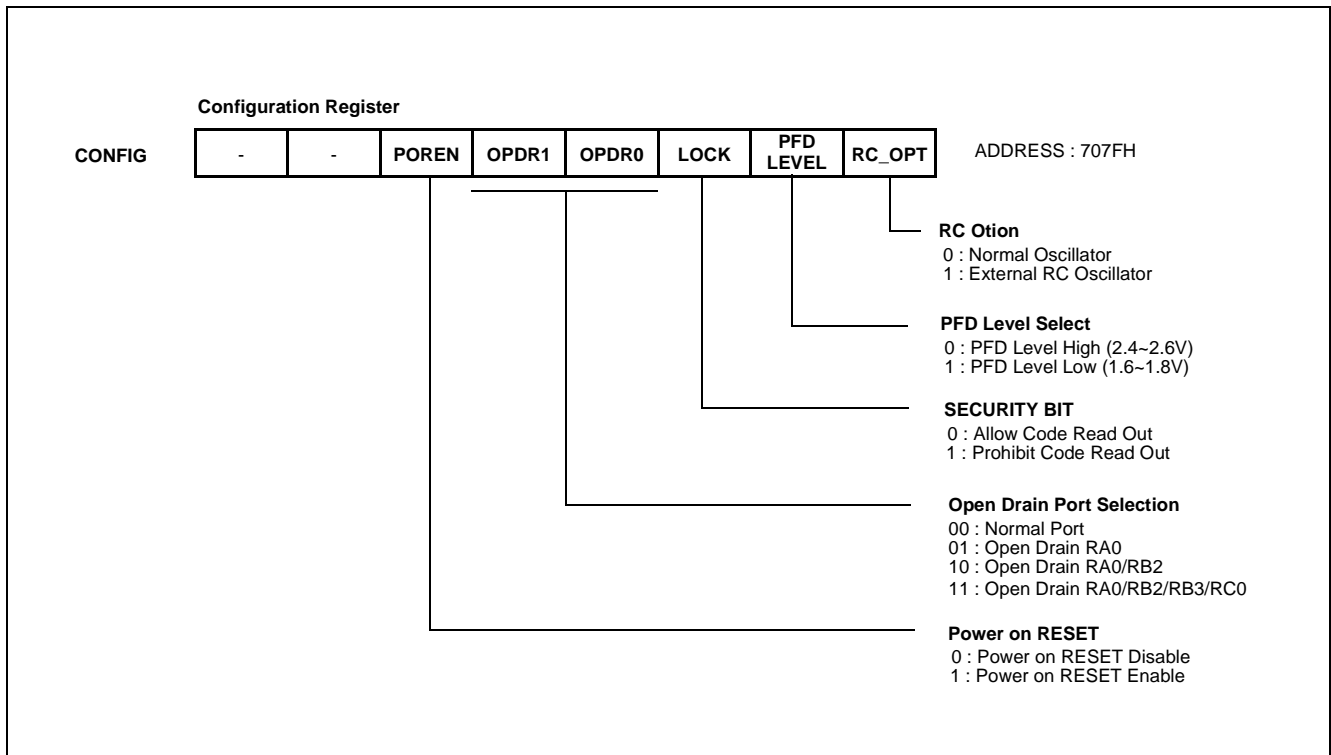 Configuration Register
CONFIG - - POREN OPDR1 OPDR0 LOCK PFD LEVEL RC_OPT ADDRESS : 707FH
RC Otion
0 : Normal Oscillator
1 : External RC Oscillator
PFD Level Select
0 : PFD Level High (2.4~2.6V)
1 : PFD Level Low (1.6~1.8V)
SECURITY BIT
0 : Allow Code Read Out
1 : Prohibit Code Read Out
Open Drain Port Selection
00 : Normal Port
01 : Open Drain RA0
10 : Open Drain RA0/RB2
11 : Open Drain RA0/RB2/RB3/RC0
Power on RESET
0 : Power on RESET Disable
1 : Power on RESET Enable